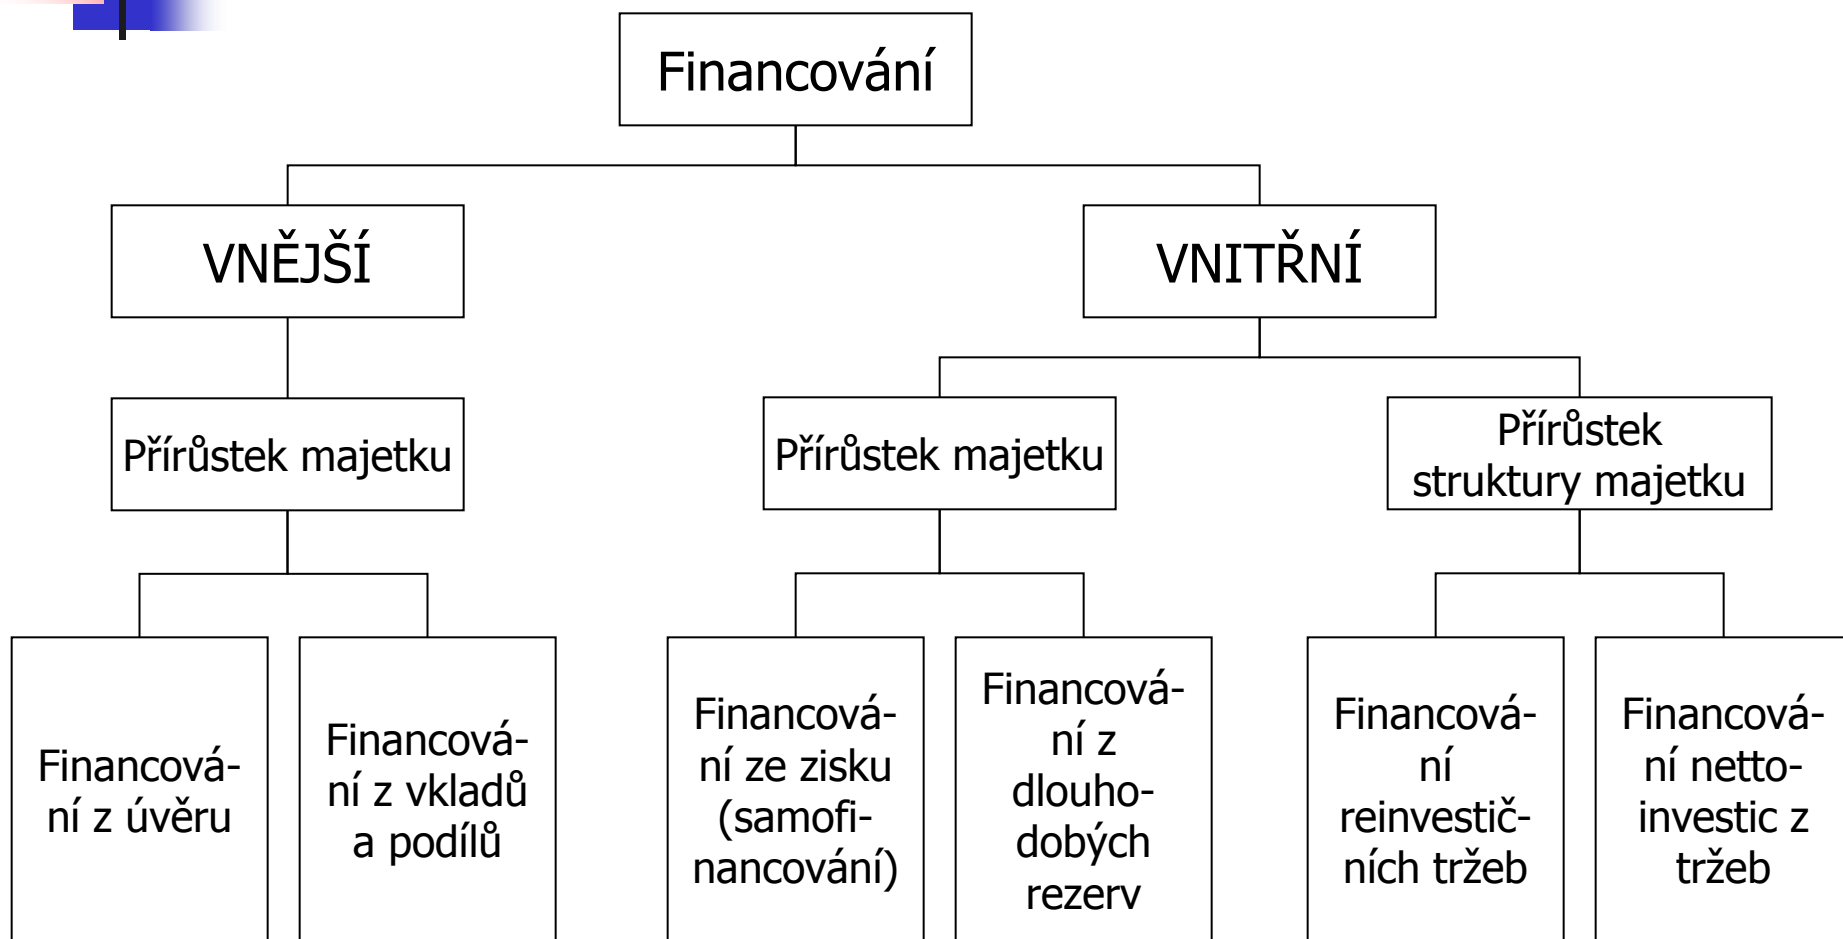 Financování
VNĚJŠÍ
VNITŘNÍ
Přírůstek majetku
Přírůstek majetku
Přírůstek
struktury majetku
Financová-
ní z úvěru
Financová-
ní z vkladů
a podílů
Financová-
ní ze zisku
(samofi-
nancování)
Financová-
ní z
dlouho-
dobých
rezerv
Financová-
ní
reinvestič-
ních tržeb
Financová-
ní netto-
investic z
tržeb